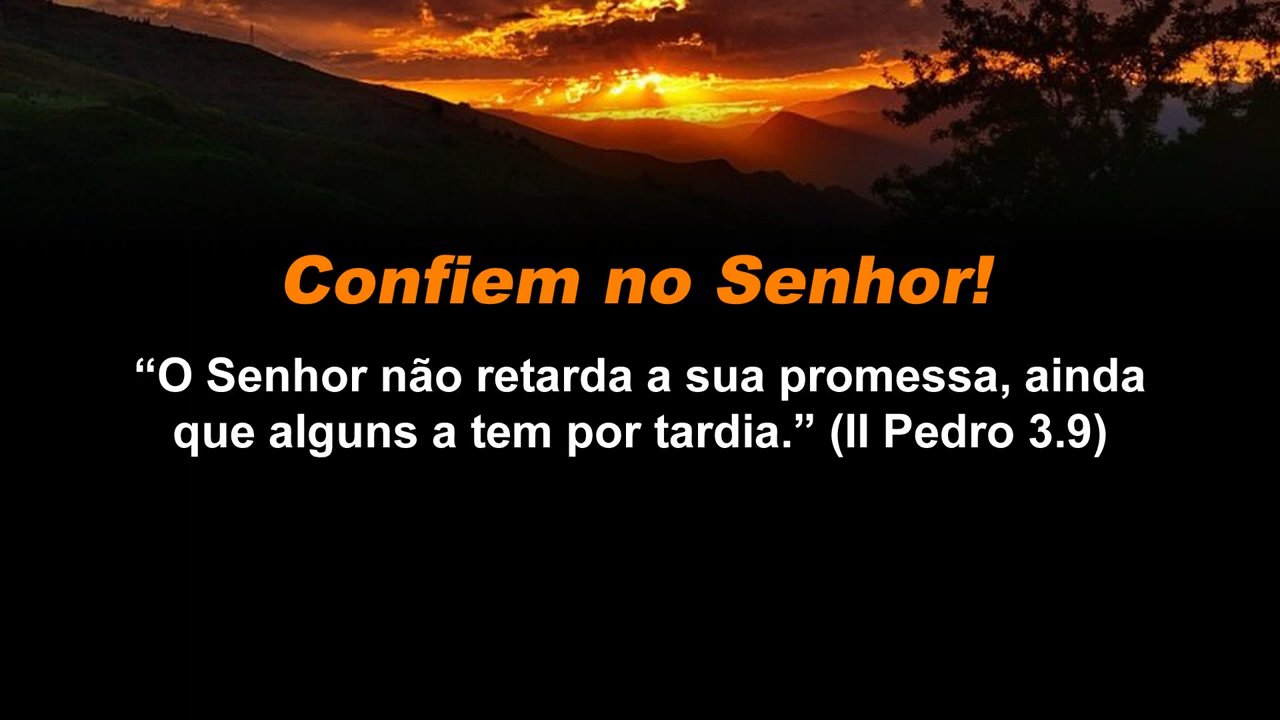 Confiem no Senhor!
“O Senhor não retarda a sua promessa, ainda
que alguns a tem por tardia.” (II Pedro 3.9)